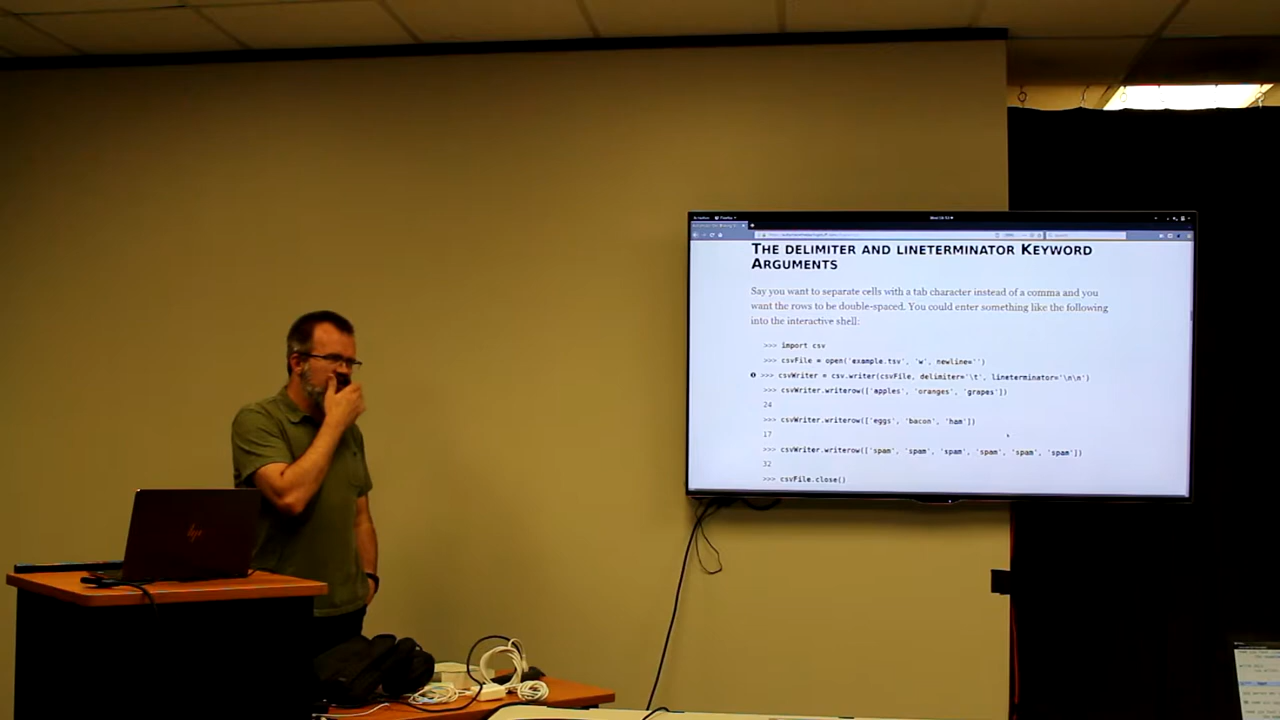 THE DELIMITER AND LINETERMINATOR KEYWORD
ARGUMENTS
Say you want to separate cells with a tab character instead of a comma and you
want the rows to be double-spaced. You could enter something like the following
into the interactive shell:
>>> import csv
>>> csvFile = open('example.tsv', 'w', newline='')
❶ >>> csvWriter = csv.writer(csvFile, delimiter='\t', lineterminator='\n\n')
>>> csvWriter.writerow(['apples', 'oranges', 'grapes'])
24
>>> csvWriter.writerow(['eggs', 'bacon', 'ham'])
17
>>> csvWriter.writerow(['spam', 'spam', 'spam', 'spam', 'spam', 'spam'])
32
>>> csvFile.close()
hp